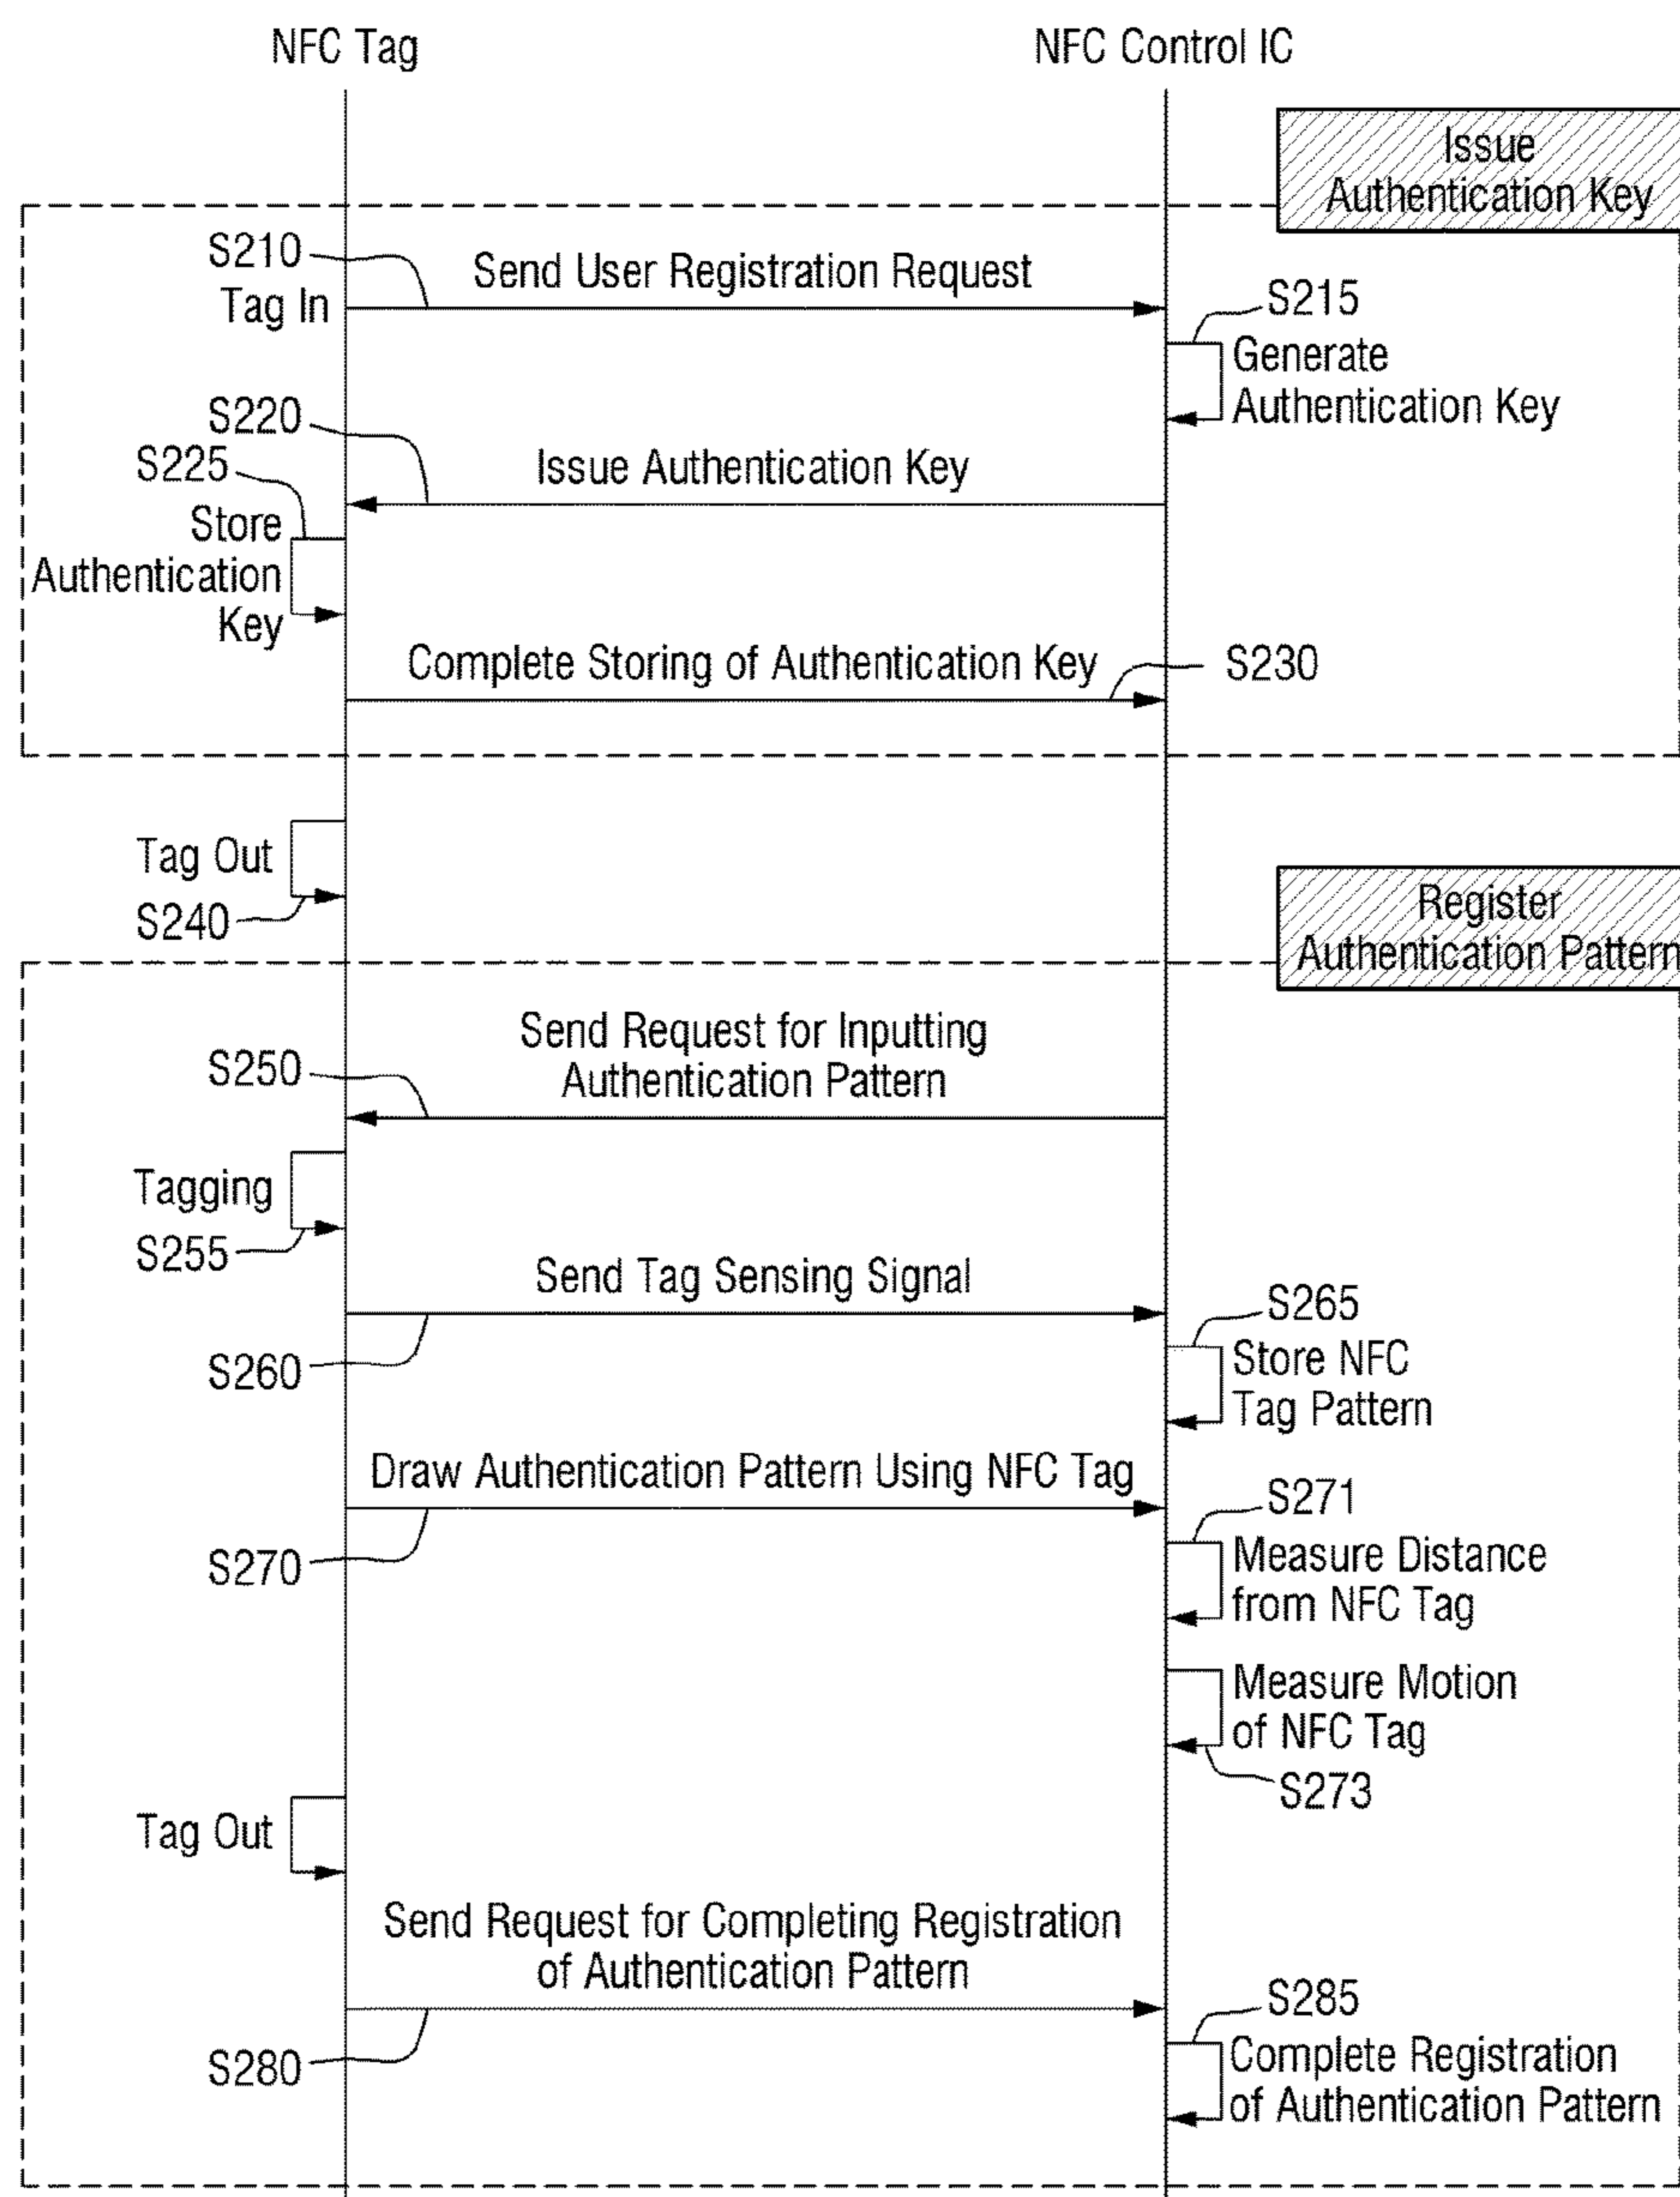 NFC Tag
NFC Control IC
Issue
Authentication Key
S210
Send User Registration Request
Tag In
S215
Generate
Authentication Key
S220
S225
Issue Authentication Key
Store
Authentication
Key
Complete Storing of Authentication Key
S230
Tag Out
S240
Register
Authentication Pattern
Send Request for Inputting
Authentication Pattern
S250
Tagging
S255
Send Tag Sensing Signal
S260
S265
Store NFC
Tag Pattern
Draw Authentication Pattern Using NFC Tag
S270
S271
Measure Distance
from NFC Tag
Measure Motion
of NFC Tag
S273
Tag Out
Send Request for Completing Registration
of Authentication Pattern
S280
S285
Complete Registration
of Authentication Pattern